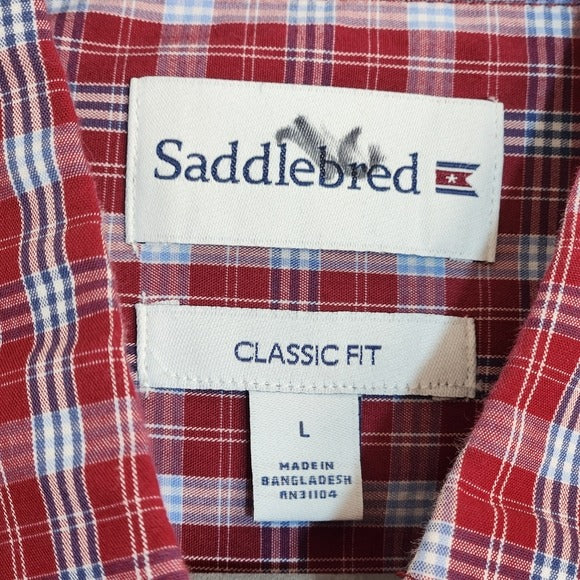 Saddlebred
CLASSIC FIT
L
MADE IN
BANGLADESH
RN31104